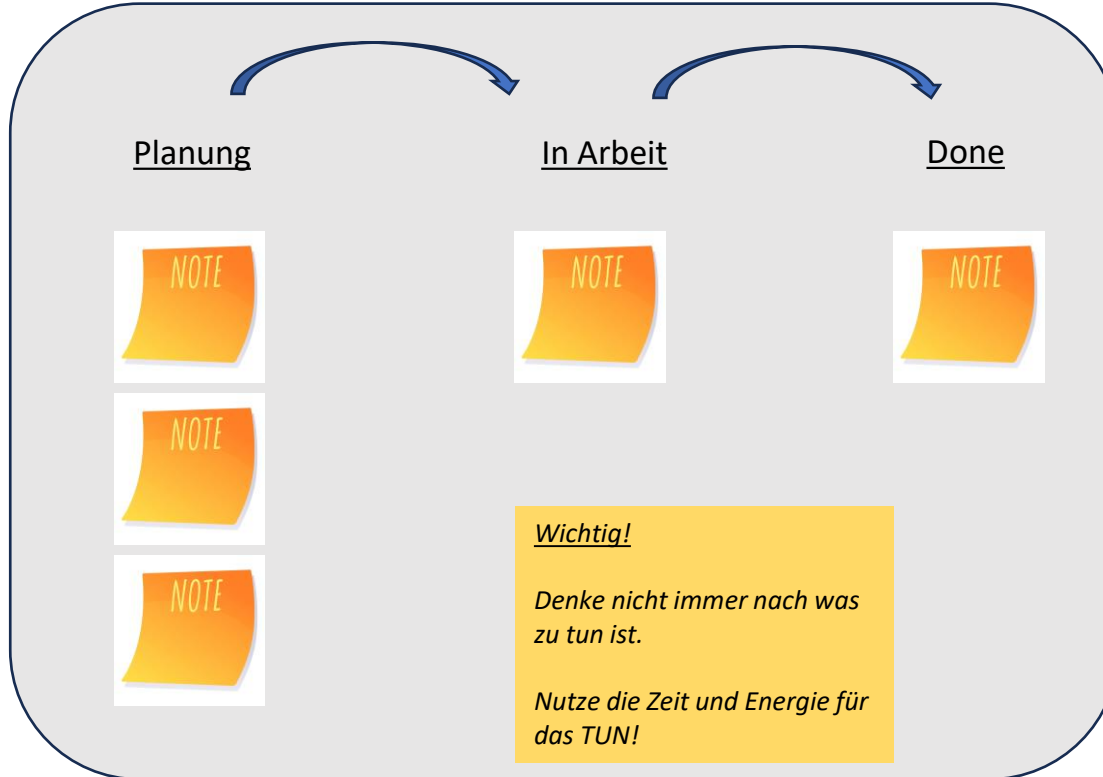 Planung
In Arbeit
Done
NOTE
NOTE
NOTE
NOTE
NOTE
Wichtig!
Denke nicht immer nach was
zu tun ist.
Nutze die Zeit und Energie für
das TUN!